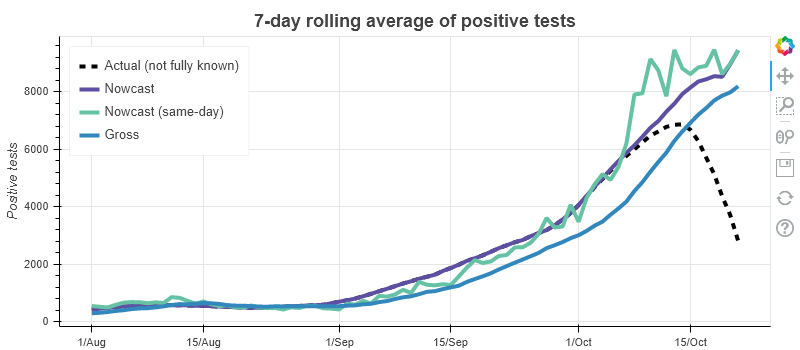 7-day rolling average of positive tests
Actual (not fully known)
Nowcast
Nowcast (same-day)
Gross
Positive tests
8000
6000
4000
2000
0
1/Aug
15/Aug
1/Sep
15/Sep
1/Oct
15/Oct